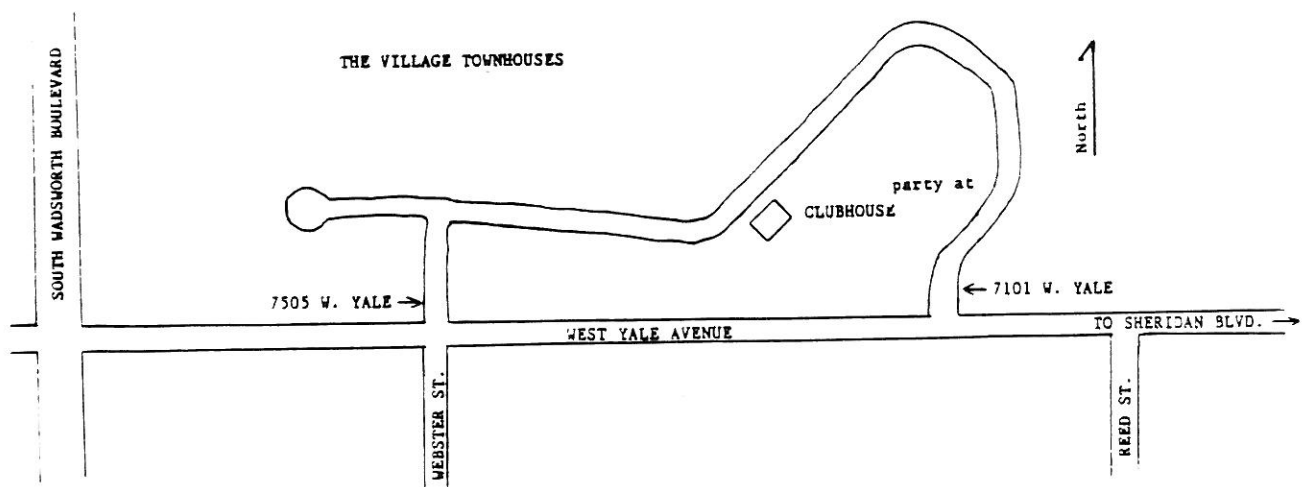 SOUTH WADSWORTH BOULEVARD
THE VILLAGE TOWNHOUSES
North
party at
CLUBHOUSE
7505 W. YALE
7101 W. YALE
WEST YALE AVENUE
TO SHERIDAN BLVD.
WEBSTER ST.
REED ST.